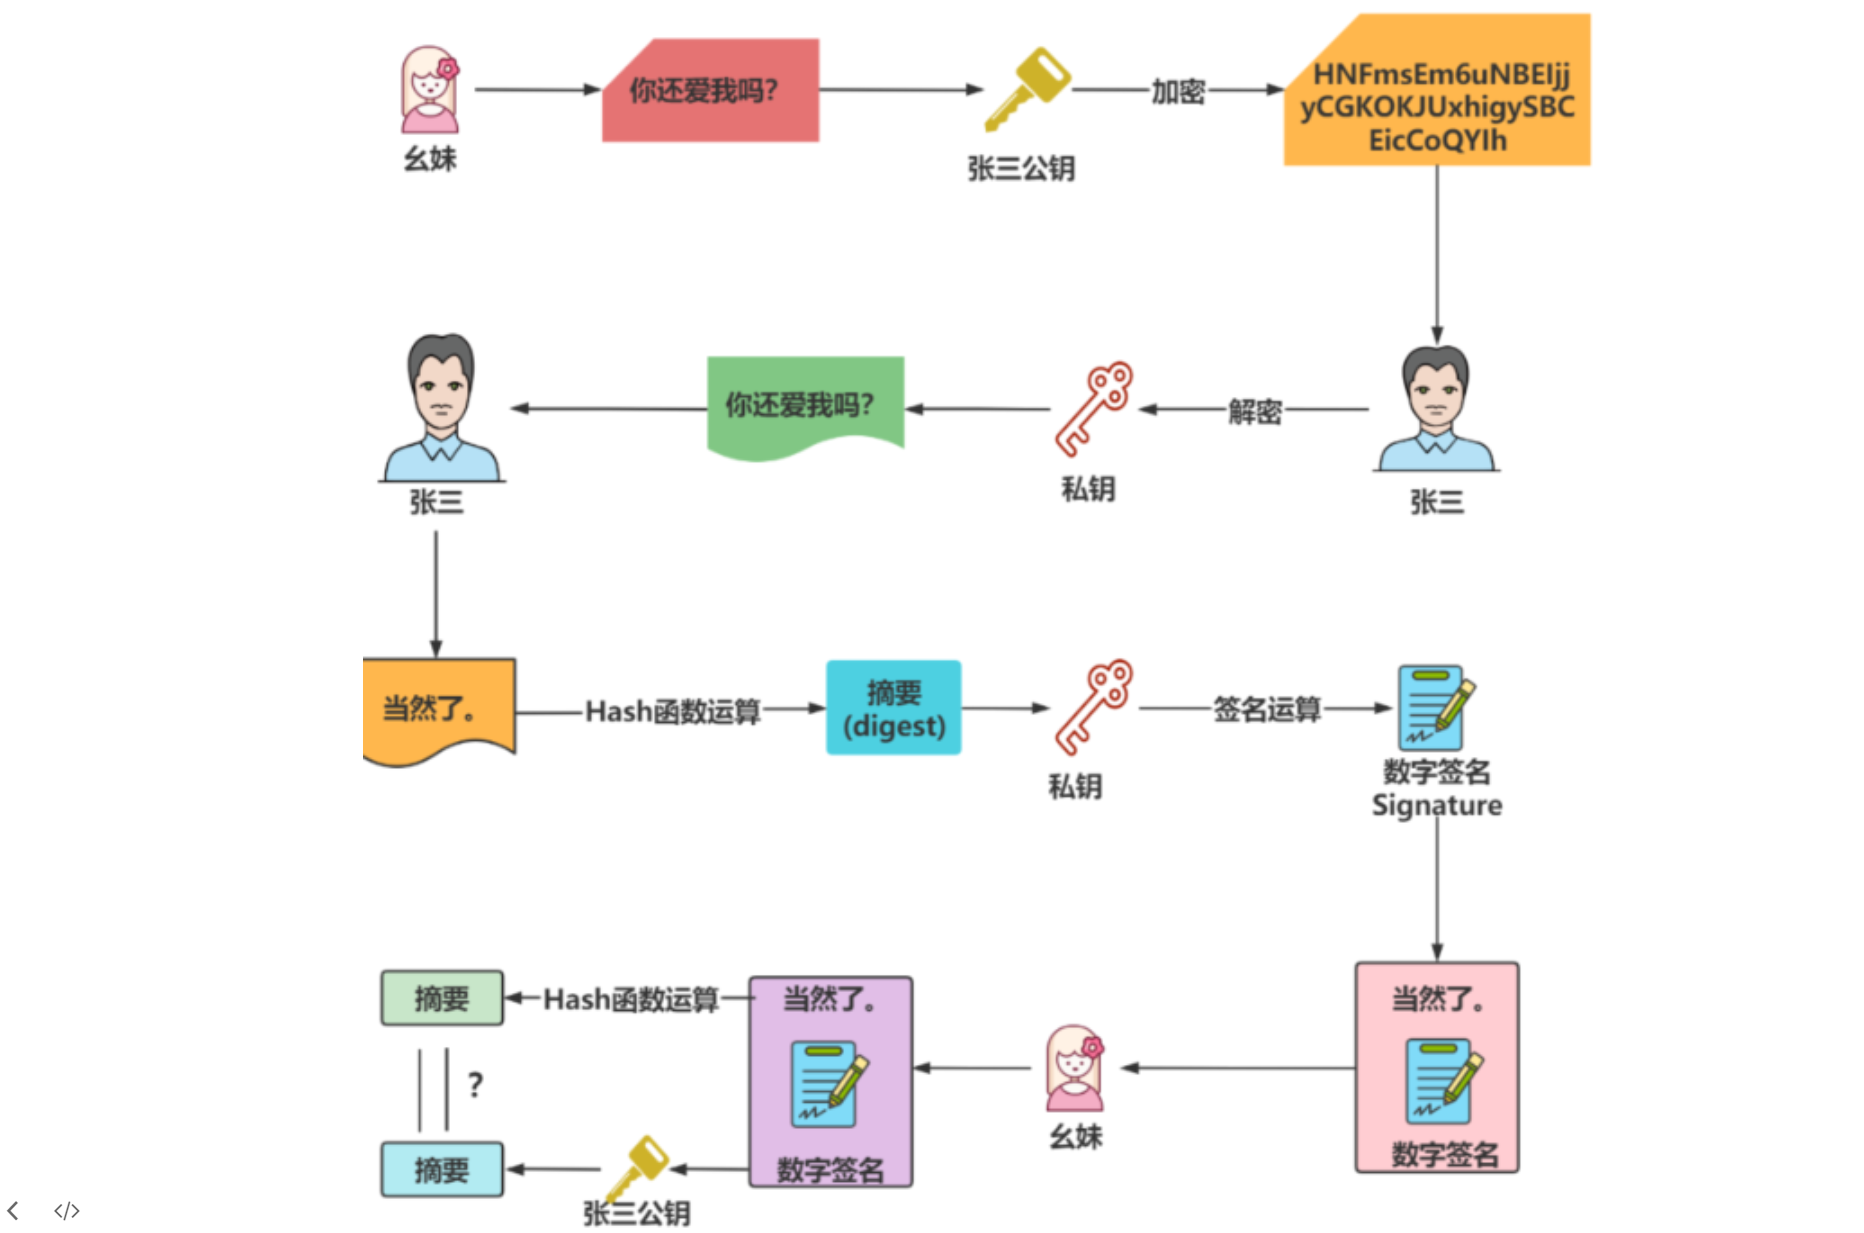 你还爱我吗?
加密
HNFmsEm6uNBEIjj
yCGKOKJUxhigySBC
EicCoQYIh
幺妹
张三公钥
你还爱我吗?
解密
私钥
张三
张三
当然了。
Hash函数运算
摘要
(digest)
签名运算
私钥
数字签名
Signature
摘要
Hash函数运算
当然了。
当然了。
?
幺妹
数字签名
摘要
数字签名
张三公钥